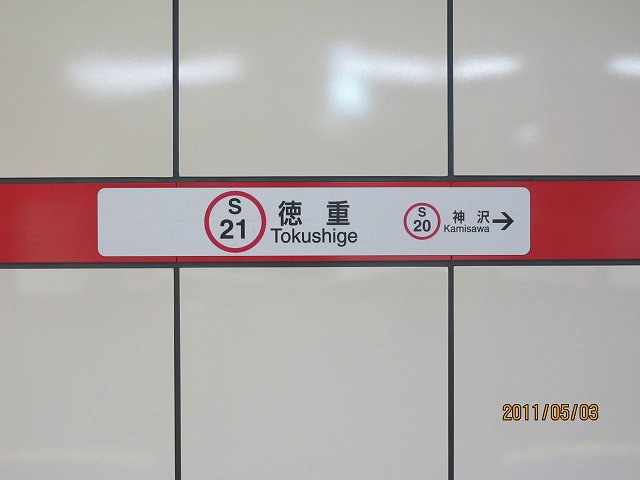 S
21
徳重
Tokushige
S
20
神沢
Kamisawa
→
2011/05/03